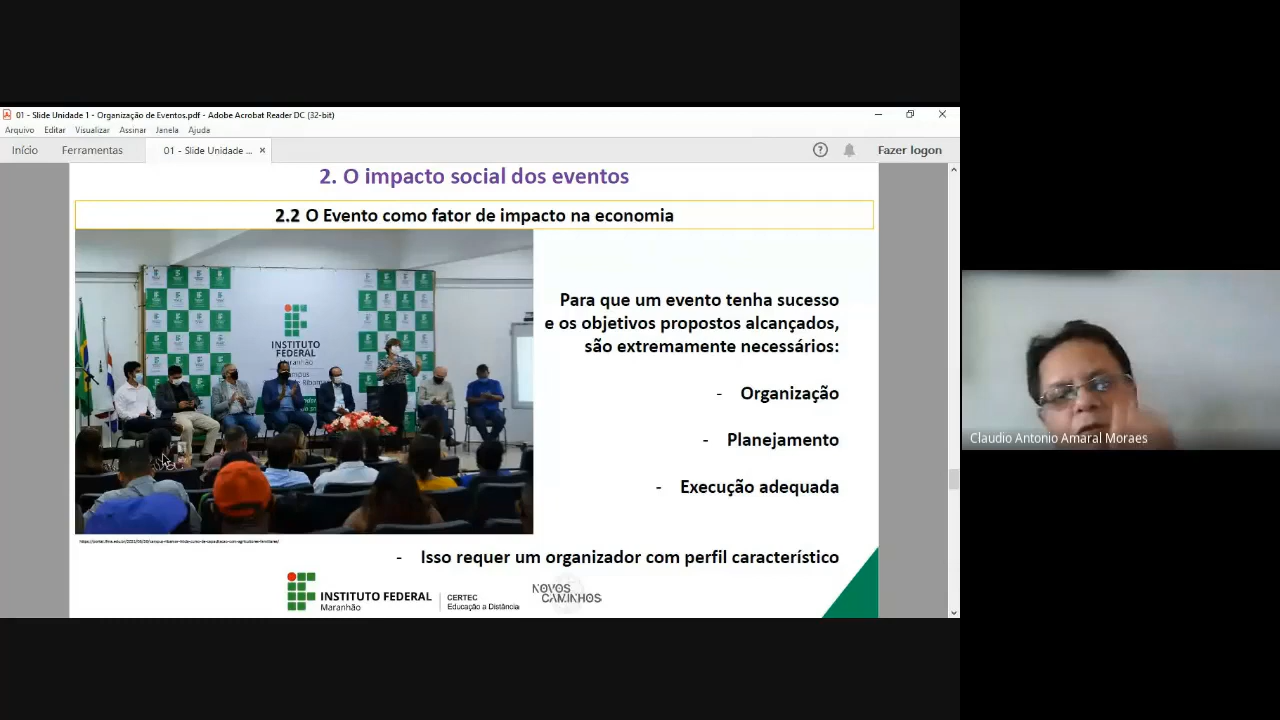 01 - Slide Unidade 1 - Organização de Eventos.pdf - Adobe Acrobat Reader DC (32-bit)
Arquivo Editar Visualizar Assinar Janela Ajuda
Início Ferramentas 01 - Slide Unidade ... × ? Fazer logon
2. O impacto social dos eventos
2.2 O Evento como fator de impacto na economia
INSTITUTO
FEDERAL
Maranhão
Campus
Para que um evento tenha sucesso
e os objetivos propostos alcançados,
são extremamente necessários:
- Organização
- Planejamento
- Execução adequada
- Isso requer um organizador com perfil característico
INSTITUTO FEDERAL
Maranhão
CERTEC
Educação a Distância
NOVOS
CAMINHOS
Claudio Antonio Amaral Moraes